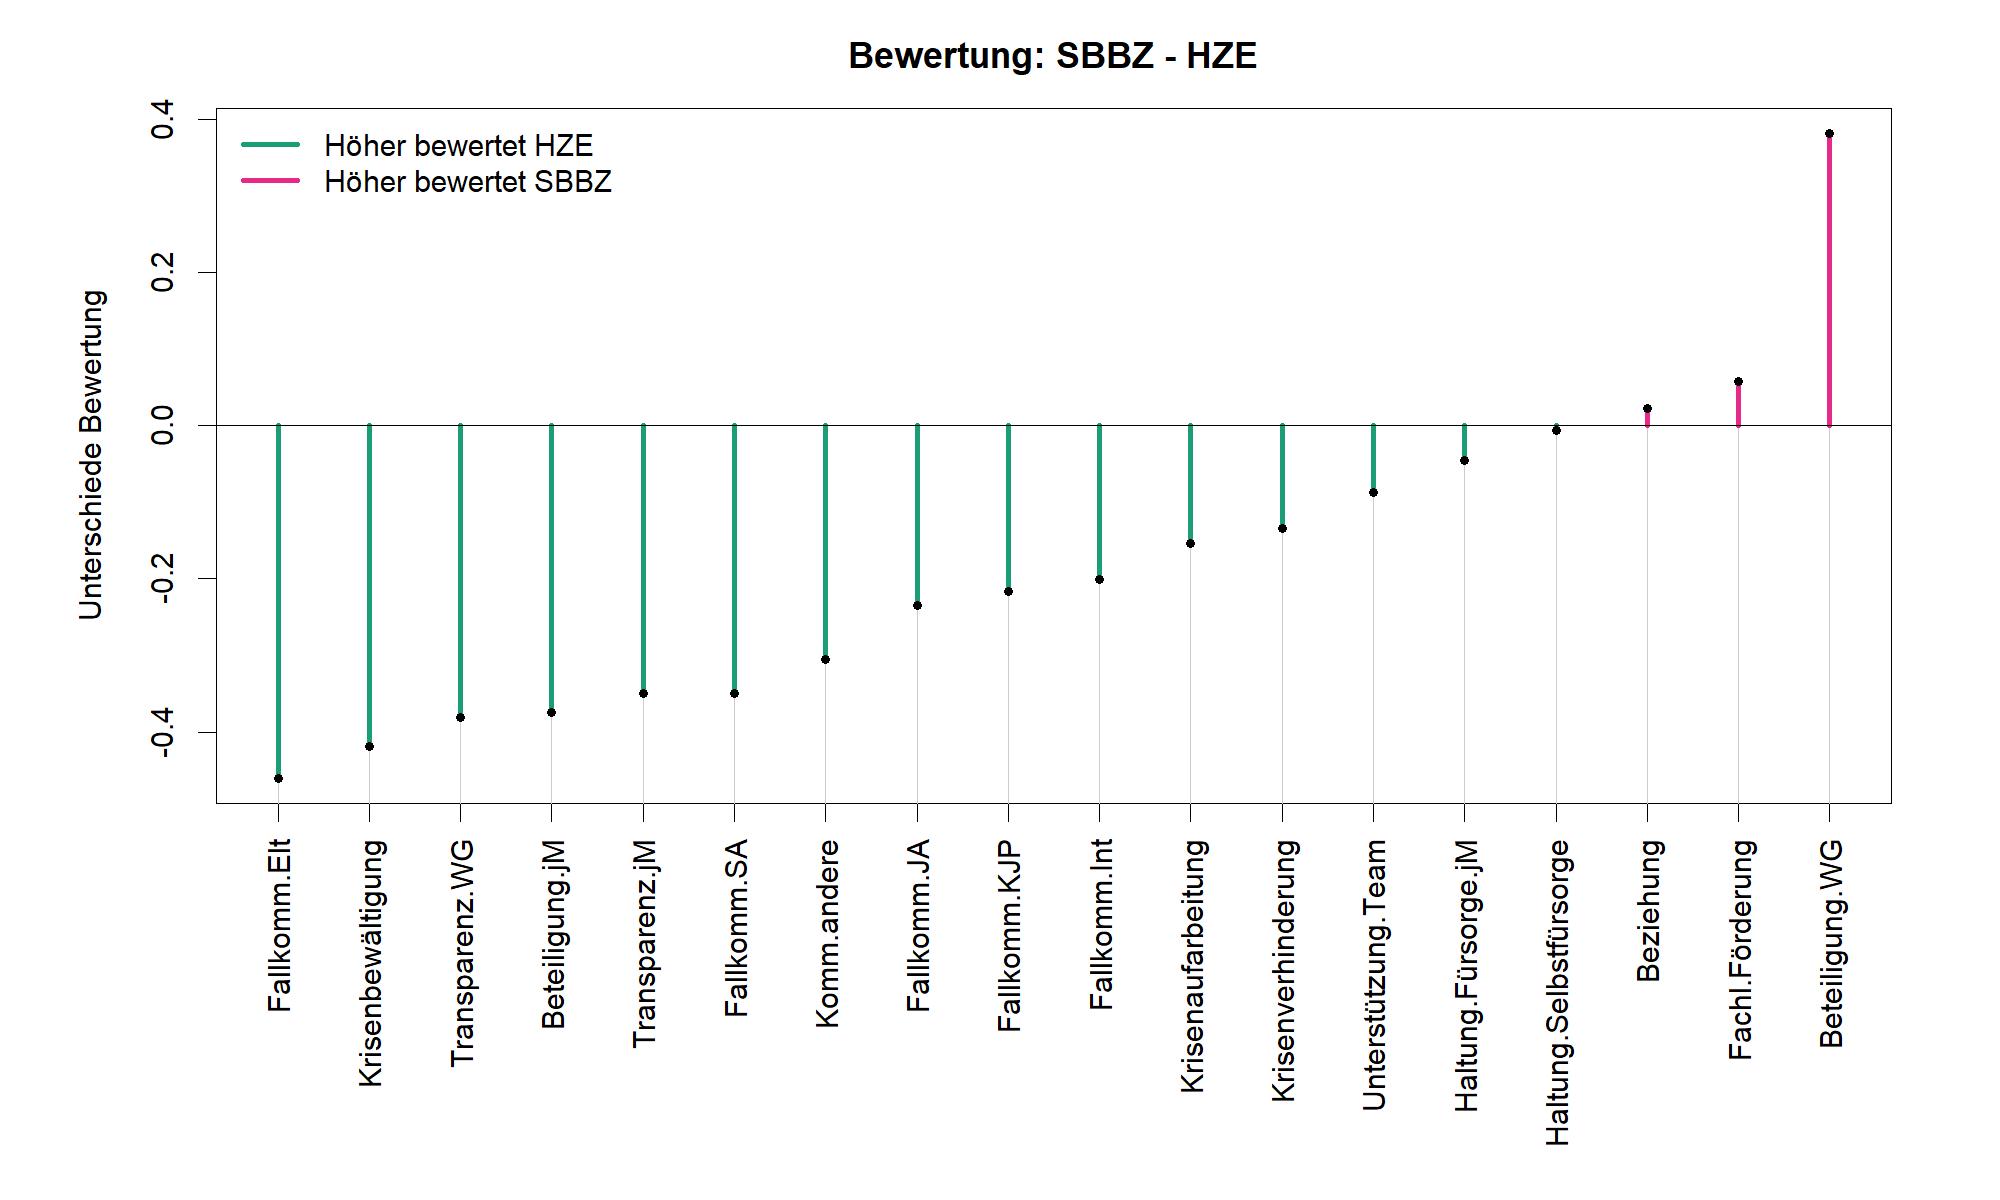 Bewertung: SBBZ - HZE
Höher bewertet HZE
Höher bewertet SBBZ
Unterschiede Bewertung
0.4
0.2
0.0
-0.2
-0.4
Fallkomm.Elt
Krisenbewältigung
Transparenz.WG
Beteiligung.jM
Transparenz.jM
Fallkomm.SA
Komm.andere
Fallkomm.JA
Fallkomm.KJP
Fallkomm.Int
Krisenaufarbeitung
Krisenverhinderung
Unterstützung.Team
Haltung.Fürsorge.jM
Haltung.Selbstfürsorge
Beziehung
Fachl.Förderung
Beteiligung.WG